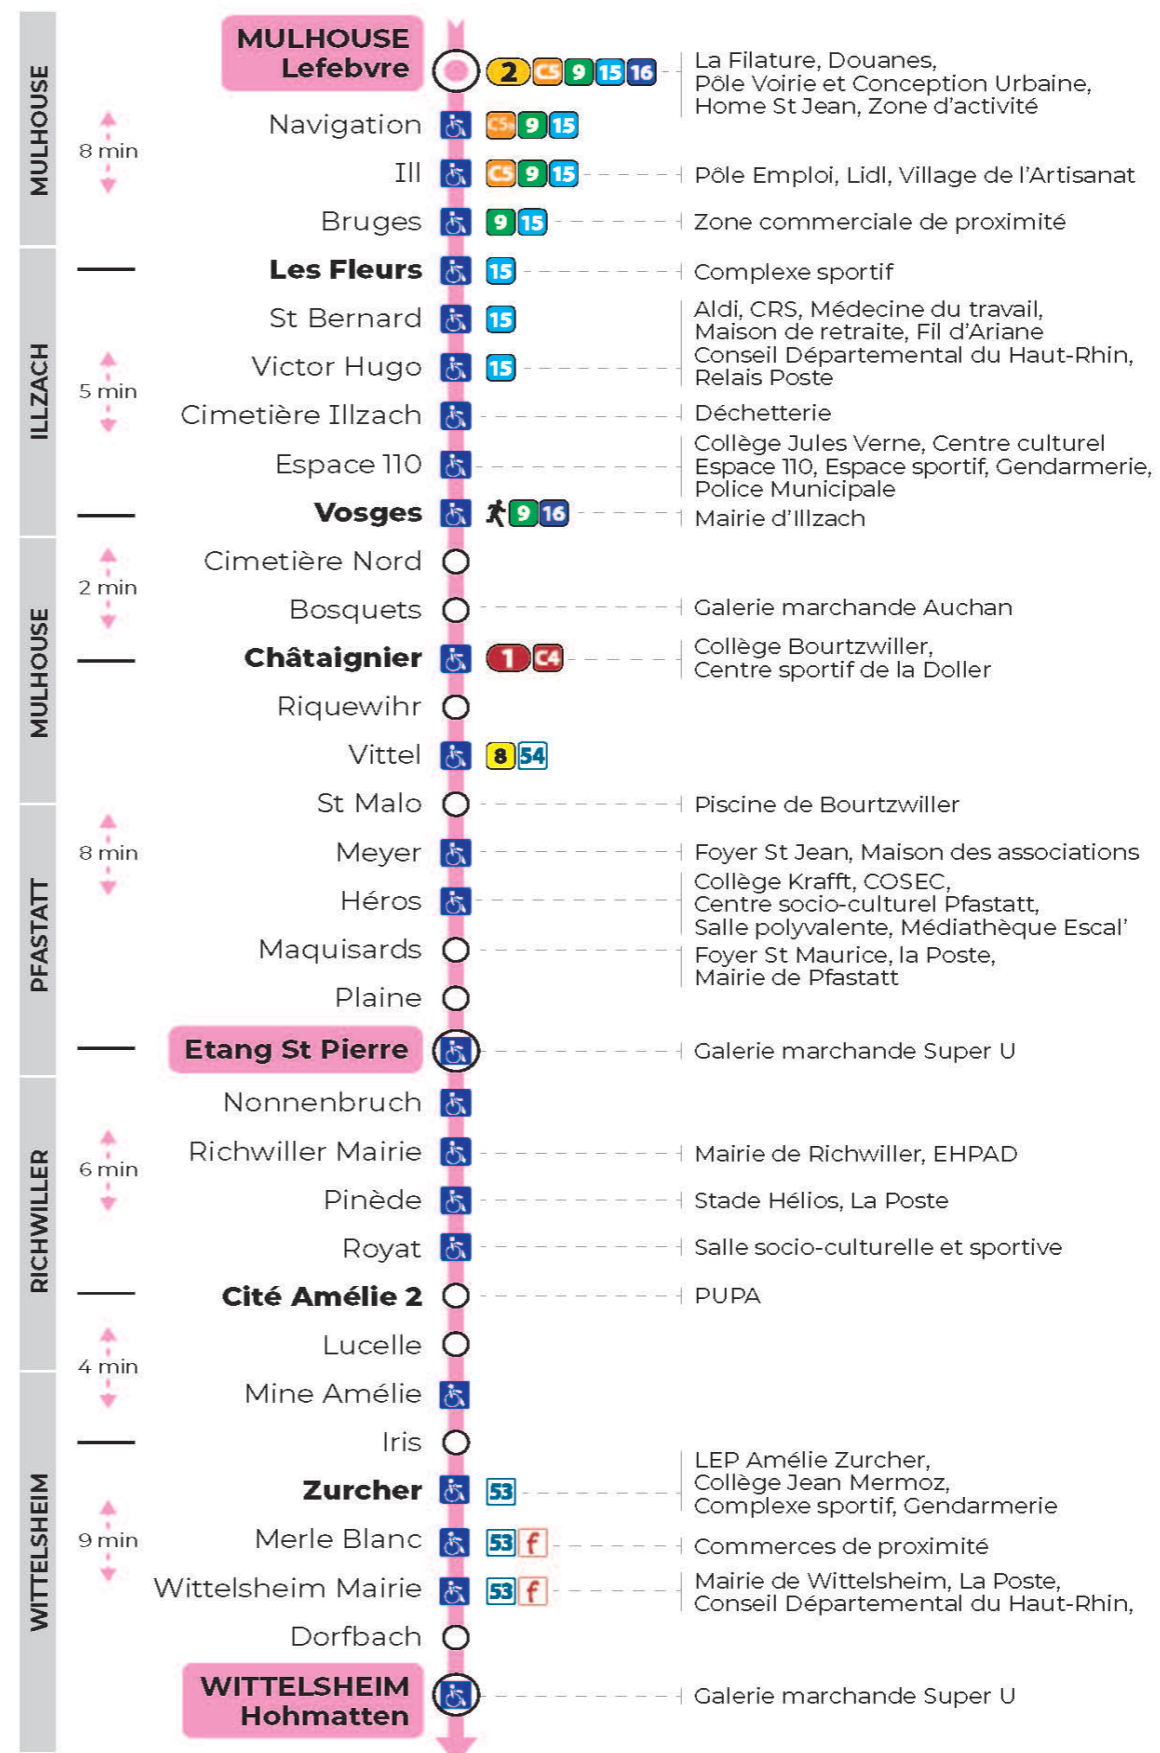 MULHOUSE
MULHOUSE
Lefebvre
2 C5 9 15 16
La Filature, Douanes,
Pôle Voirie et Conception Urbaine,
Home St Jean, Zone d'activité
Navigation
9 15
8 min
Ill
C5 9 15
Pôle Emploi, Lidl, Village de l'Artisanat
Bruges
9 15
Zone commerciale de proximité
ILLZACH
Les Fleurs
15
Complexe sportif
St Bernard
15
Aldi, CRS, Médecine du travail,
Maison de retraite, Fil d'Ariane
Victor Hugo
15
Conseil Départemental du Haut-Rhin,
Relais Poste
5 min
Cimetière Illzach
Déchetterie
Espace 110
Collège Jules Verne, Centre culturel
Espace 110, Espace sportif, Gendarmerie,
Police Municipale
Vosges
9 16
Mairie d'Illzach
MULHOUSE
Cimetière Nord
2 min
Bosquets
Galerie marchande Auchan
Châtaignier
1 C4
Collège Bourtzwiller,
Centre sportif de la Doller
Riquewihr
Vittel
8 54
PFASTATT
St Malo
Piscine de Bourtzwiller
8 min
Meyer
Foyer St Jean, Maison des associations
Héros
Collège Krafft, COSEC,
Centre socio-culturel Pfastatt,
Salle polyvalente, Médiathèque Escal'
Maquisards
Foyer St Maurice, la Poste,
Mairie de Pfastatt
Plaine
Etang St Pierre
Galerie marchande Super U
RICHWILLER
Nonnenbruch
Richwiller Mairie
Mairie de Richwiller, EHPAD
6 min
Pinède
Stade Hélios, La Poste
Royat
Salle socio-culturelle et sportive
Cité Amélie 2
PUPA
Lucelle
4 min
WITTELSHEIM
Mine Amélie
Iris
Zurcher
53
LEP Amélie Zurcher,
Collège Jean Mermoz,
Complexe sportif, Gendarmerie
9 min
Merle Blanc
53 f
Commerces de proximité
Wittelsheim Mairie
53 f
Mairie de Wittelsheim, La Poste,
Conseil Départemental du Haut-Rhin,
Dorfbach
WITTELSHEIM
Hohmatten
Galerie marchande Super U